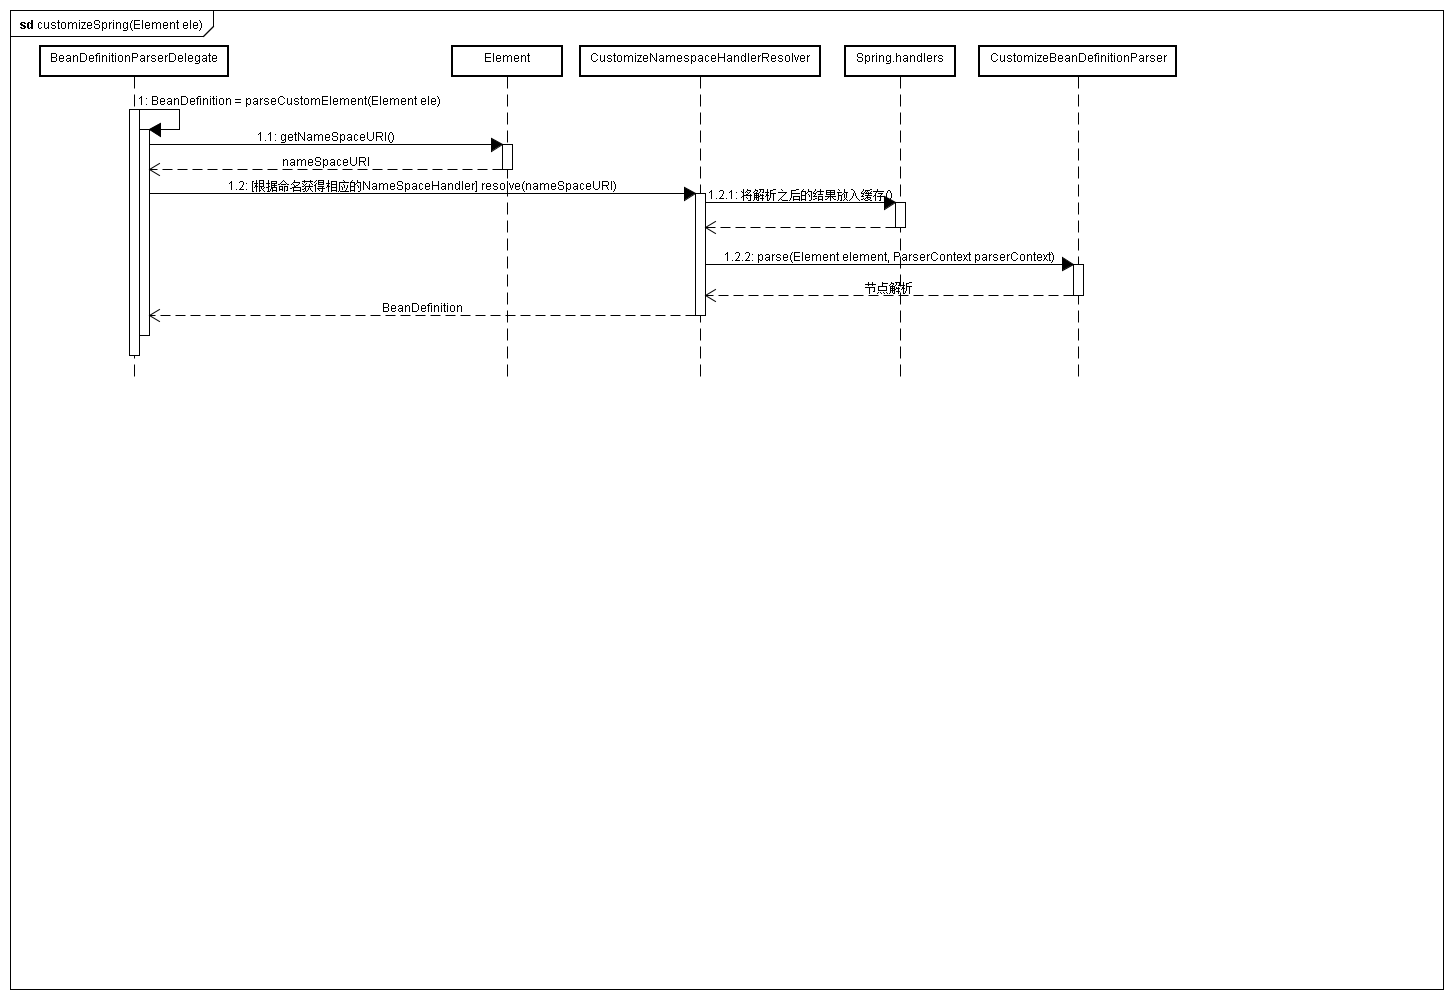 sd customizeSpring(Element ele)
BeanDefinitionParserDelegate
Element
CustomizeNamespaceHandlerResolver
Spring.handlers
CustomizeBeanDefinitionParser
1: BeanDefinition = parseCustomElement(Element ele)
1.1: getNameSpaceURI()
nameSpaceURI
1.2: [根据命名获得相应的NameSpaceHandler] resolve(nameSpaceURI)
1.2.1: 将解析之后的结果放入缓存()
1.2.2: parse(Element element, ParserContext parserContext)
节点解析
BeanDefinition